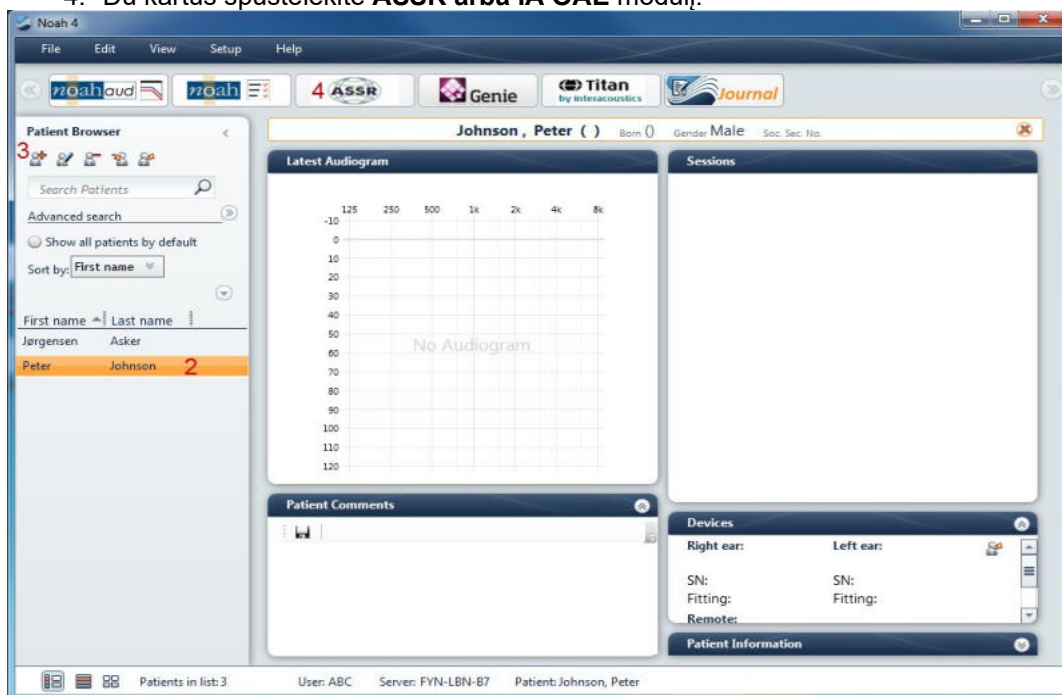 4. Du kartus spustelėkite ASSR arba IA OAE modulį.
Noah 4
File Edit View Setup Help
noah aud noah 4 ASSR Genie Titan by Interacoustics Journal
Patient Browser
Johnson , Peter ( ) Born () Gender Male Soc. Sec. No.
3
Search Patients
Advanced search
Show all patients by default
Sort by: First name
First name Last name
Jørgensen Asker
Peter Johnson 2
Latest Audiogram
125 250 500 1k 2k 4k 8k
-10
0
10
20
30
40
50
60
70
80
90
100
110
120
No Audiogram
Sessions
Patient Comments
Devices
Right ear: Left ear:
SN: SN:
Fitting: Fitting:
Remote:
Patient Information
Patients in list: 3 User: ABC Server: FYN-LBN-B7 Patient: Johnson, Peter